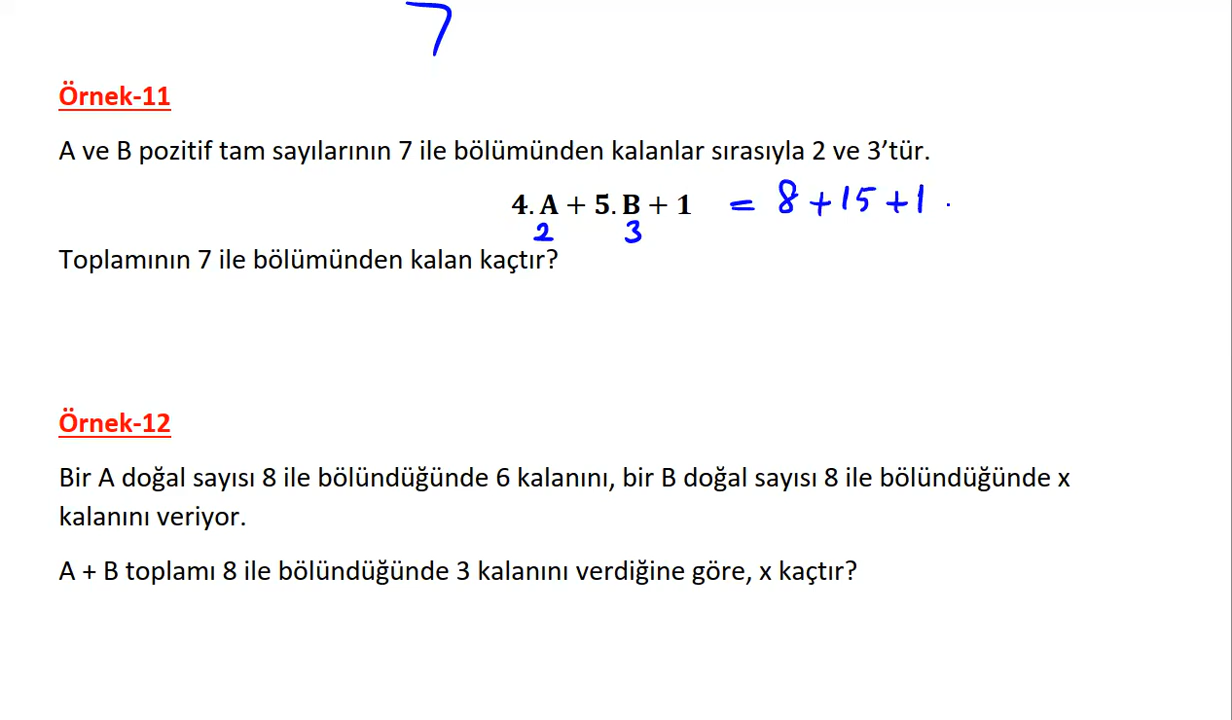 7
Örnek-11
A ve B pozitif tam sayılarının 7 ile bölümünden kalanlar sırasıyla 2 ve 3’tür.
4. A + 5. B + 1 = 8 + 15 + 1
2 3
Toplamının 7 ile bölümünden kalan kaçtır?
Örnek-12
Bir A doğal sayısı 8 ile bölündüğünde 6 kalanını, bir B doğal sayısı 8 ile bölündüğünde x
kalanını veriyor.
A + B toplamı 8 ile bölündüğünde 3 kalanını verdiğine göre, x kaçtır?